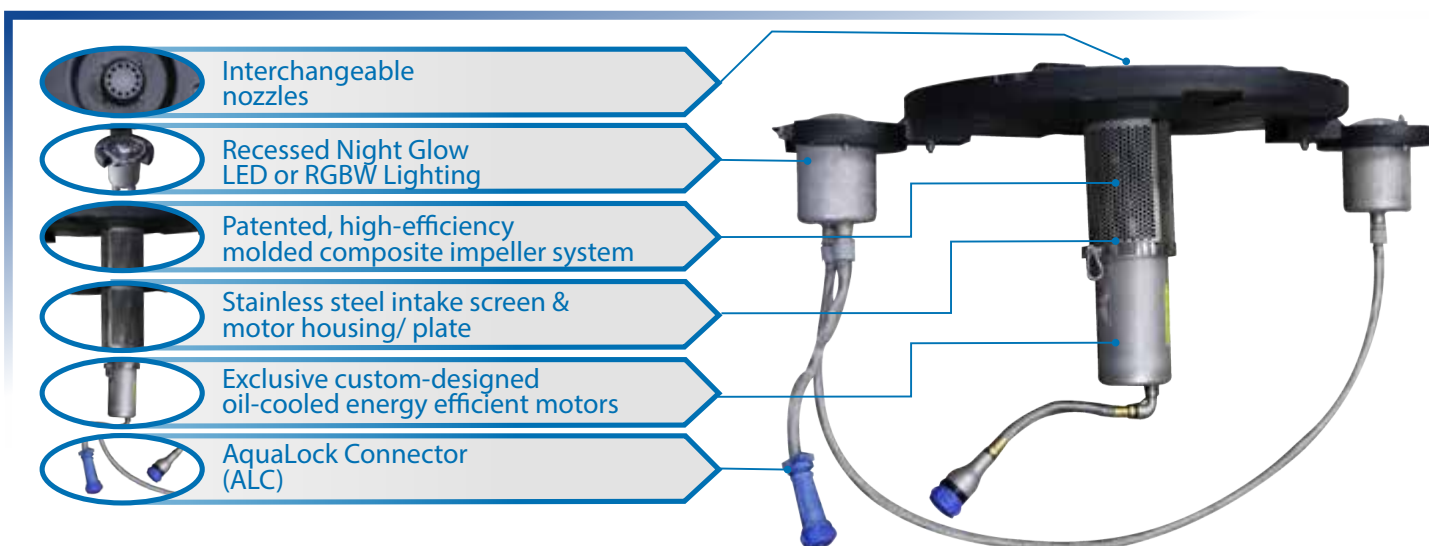 Interchangeable
nozzles
Recessed Night Glow
LED or RGBW Lighting
Patented, high-efficiency
molded composite impeller system
Stainless steel intake screen &
motor housing/ plate
Exclusive custom-designed
oil-cooled energy efficient motors
AquaLock Connector
(ALC)